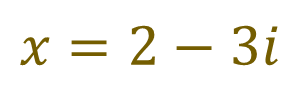 x = 2 − 3i